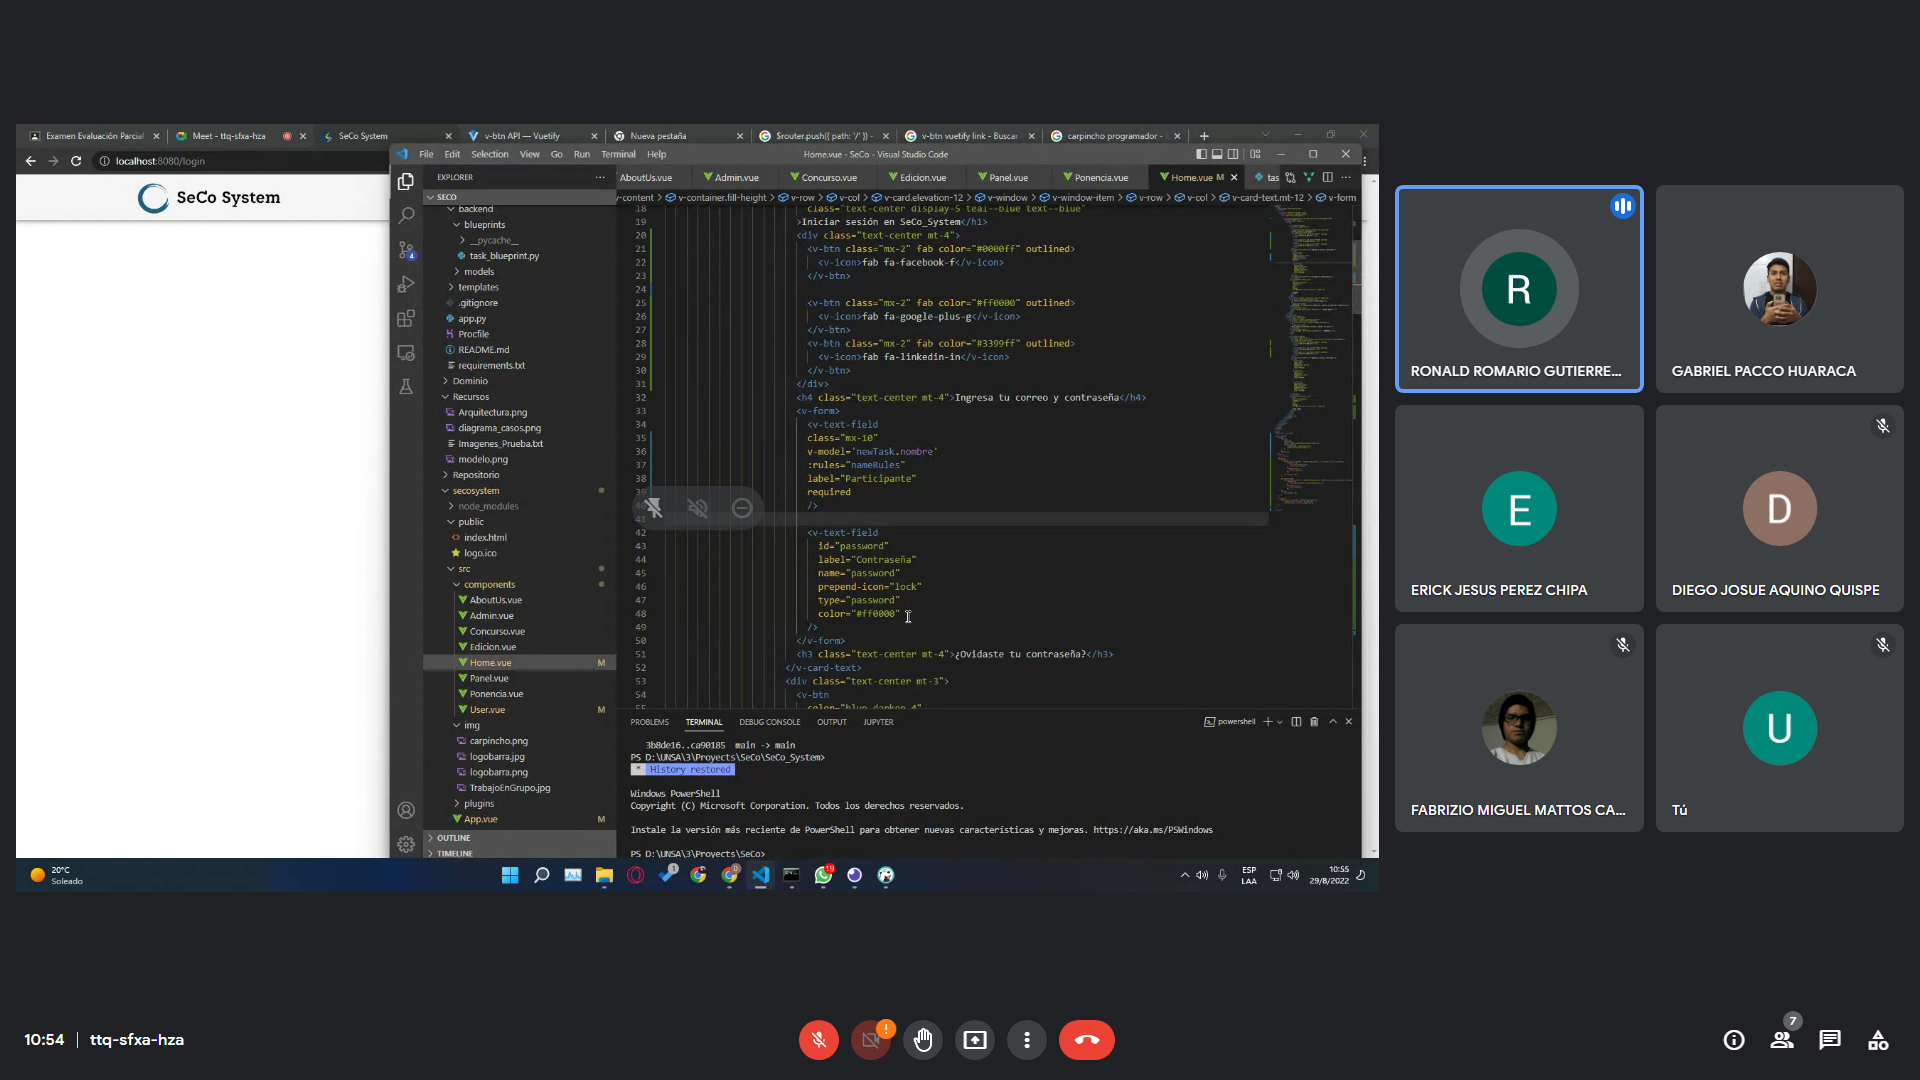 Examen Evaluación Parcial
Meet - ttq-sfxa-hza
SeCo System
v-btn API — Vuetify
Nueva pestaña
$router.push({ path: '/' }) -
v-btn vuetify link - Buscar
carpincho programador -
localhost:8080/login
SeCo System
File Edit Selection View Go Run Terminal Help
Home.vue - SeCo - Visual Studio Code
EXPLORER
AboutUs.vue
Admin.vue
Concurso.vue
Edicion.vue
Panel.vue
Ponencia.vue
Home.vue M
tas
SECO
v-content > v-container.fill-height > v-row > v-col > v-card.elevation-12 > v-window > v-window-item > v-row > v-col > v-card-text.mt-12 > v-form
backend
blueprints
__pycache__
task_blueprint.py
models
templates
.gitignore
app.py
Procfile
README.md
requirements.txt
Dominio
Recursos
Arquitectura.png
diagrama_casos.png
Imagenes_Prueba.txt
modelo.png
Repositorio
secosystem
node_modules
public
index.html
logo.ico
src
components
AboutUs.vue
Admin.vue
Concurso.vue
Edicion.vue
Home.vue M
Panel.vue
Ponencia.vue
User.vue M
img
carpincho.png
logobarra.jpg
logobarra.png
TrabajoEnGrupo.jpg
plugins
App.vue M
OUTLINE
TIMELINE
18 class="text-center display-5 teal--blue text--blue"
19 >Iniciar sesión en SeCo_System</h1>
20 <div class="text-center mt-4">
21 <v-btn class="mx-2" fab color="#0000ff" outlined>
22 <v-icon>fab fa-facebook-f</v-icon>
23 </v-btn>
24
25 <v-btn class="mx-2" fab color="#ff0000" outlined>
26 <v-icon>fab fa-google-plus-g</v-icon>
27 </v-btn>
28 <v-btn class="mx-2" fab color="#3399ff" outlined>
29 <v-icon>fab fa-linkedin-in</v-icon>
30 </v-btn>
31 </div>
32 <h4 class="text-center mt-4">Ingresa tu correo y contraseña</h4>
33 <v-form>
34 <v-text-field
35 class="mx-10"
36 v-model='newTask.nombre'
37 :rules="nameRules"
38 label="Participante"
39 required
40 />
41
42 <v-text-field
43 id="password"
44 label="Contraseña"
45 name="password"
46 prepend-icon="lock"
47 type="password"
48 color="#ff0000"
49 />
50 </v-form>
51 <h3 class="text-center mt-4">¿Ovidaste tu contraseña?</h3>
52 </v-card-text>
53 <div class="text-center mt-3">
54 <v-btn
55 color="blue darken-4"
PROBLEMS TERMINAL DEBUG CONSOLE OUTPUT JUPYTER
powershell
3b8de16..ca90185 main -> main
PS D:\UNSA\3\Proyects\SeCo\SeCo_System>
* History restored
Windows PowerShell
Copyright (C) Microsoft Corporation. Todos los derechos reservados.
Instale la versión más reciente de PowerShell para obtener nuevas características y mejoras. https://aka.ms/PSWindows
PS D:\UNSA\3\Proyects\SeCo>
20°C
Soleado
19
ESP
LAA
10:55
29/8/2022
R
RONALD ROMARIO GUTIERRE...
GABRIEL PACCO HUARACA
E
ERICK JESUS PEREZ CHIPA
D
DIEGO JOSUE AQUINO QUISPE
FABRIZIO MIGUEL MATTOS CA...
U
Tú
10:54 | ttq-sfxa-hza
7